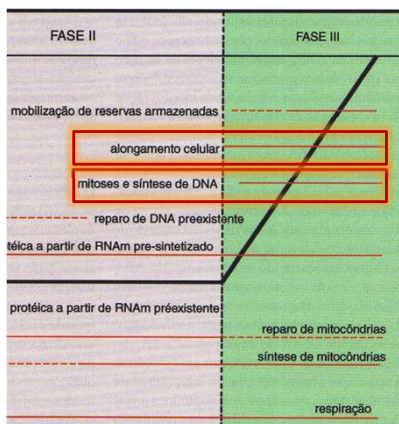 FASE II
FASE III
mobilização de reservas armazenadas
alongamento celular
mitoses e síntese de DNA
reparo de DNA preexistente
otéica a partir de RNAm pre-sintetizado
protéica a partir de RNAm préexistente
reparo de mitocôndrias
síntese de mitocôndrias
respiração